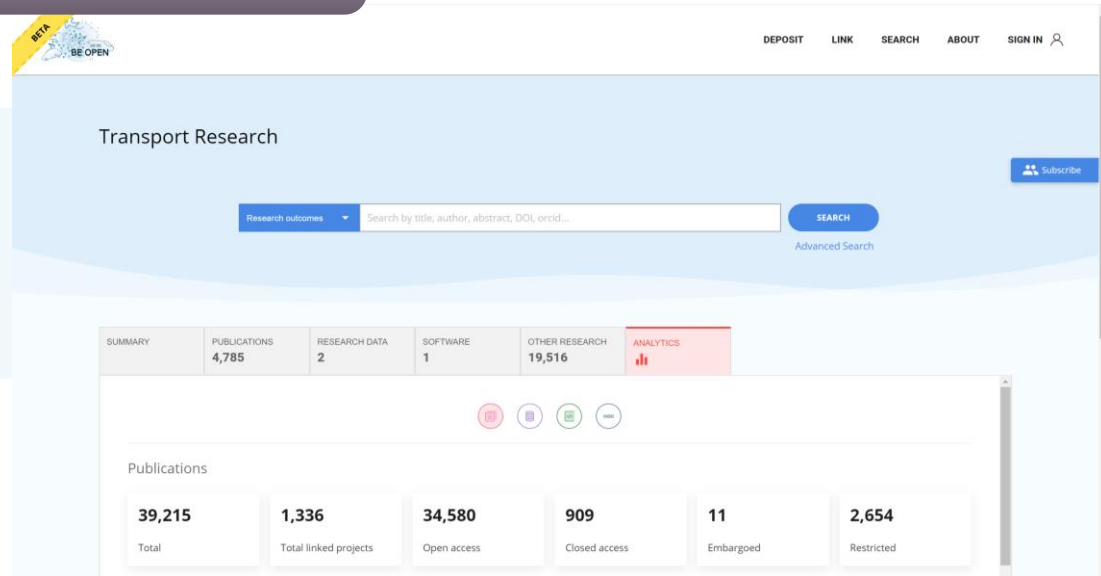 BETA
BE OPEN
DEPOSIT LINK SEARCH ABOUT SIGN IN
Transport Research
Subscribe
Research outcomes Search by title, author, abstract, DOI, orcid... SEARCH
Advanced Search
SUMMARY PUBLICATIONS RESEARCH DATA SOFTWARE OTHER RESEARCH ANALYTICS
4,785 2 1 19,516
Publications
39,215 1,336 34,580 909 11 2,654
Total Total linked projects Open access Closed access Embargoed Restricted